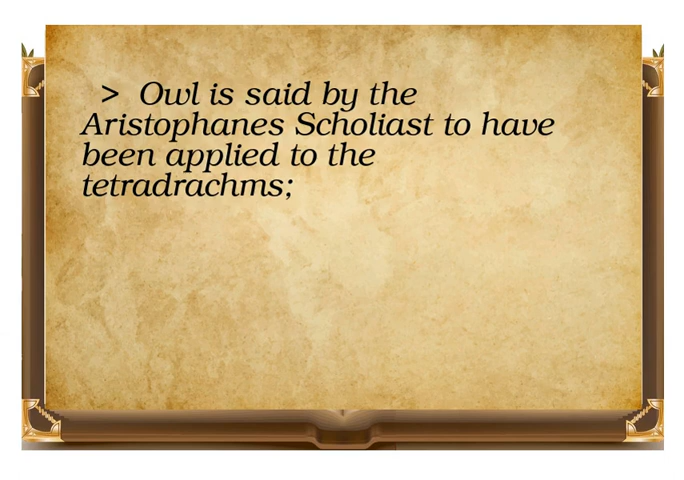 > Owl is said by the
Aristophanes Scholiast to have
been applied to the
tetradrachms;